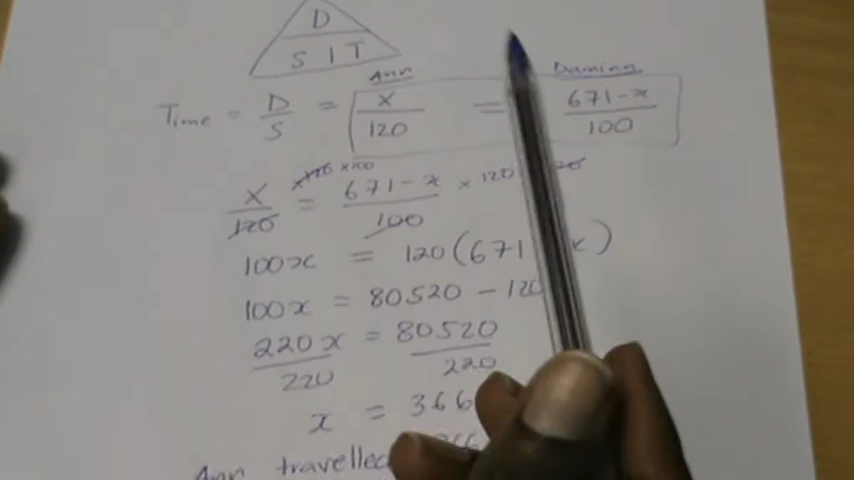 D
S | T
Ann Daming
Time = D/S = x/120 = 671-x/100
x/120 ×120 ×100 = 671-x/100 ×120
100x = 120(671 x)
100x = 80520 - 120
220x/220 = 80520/220
x = 366
Ann travelled 366